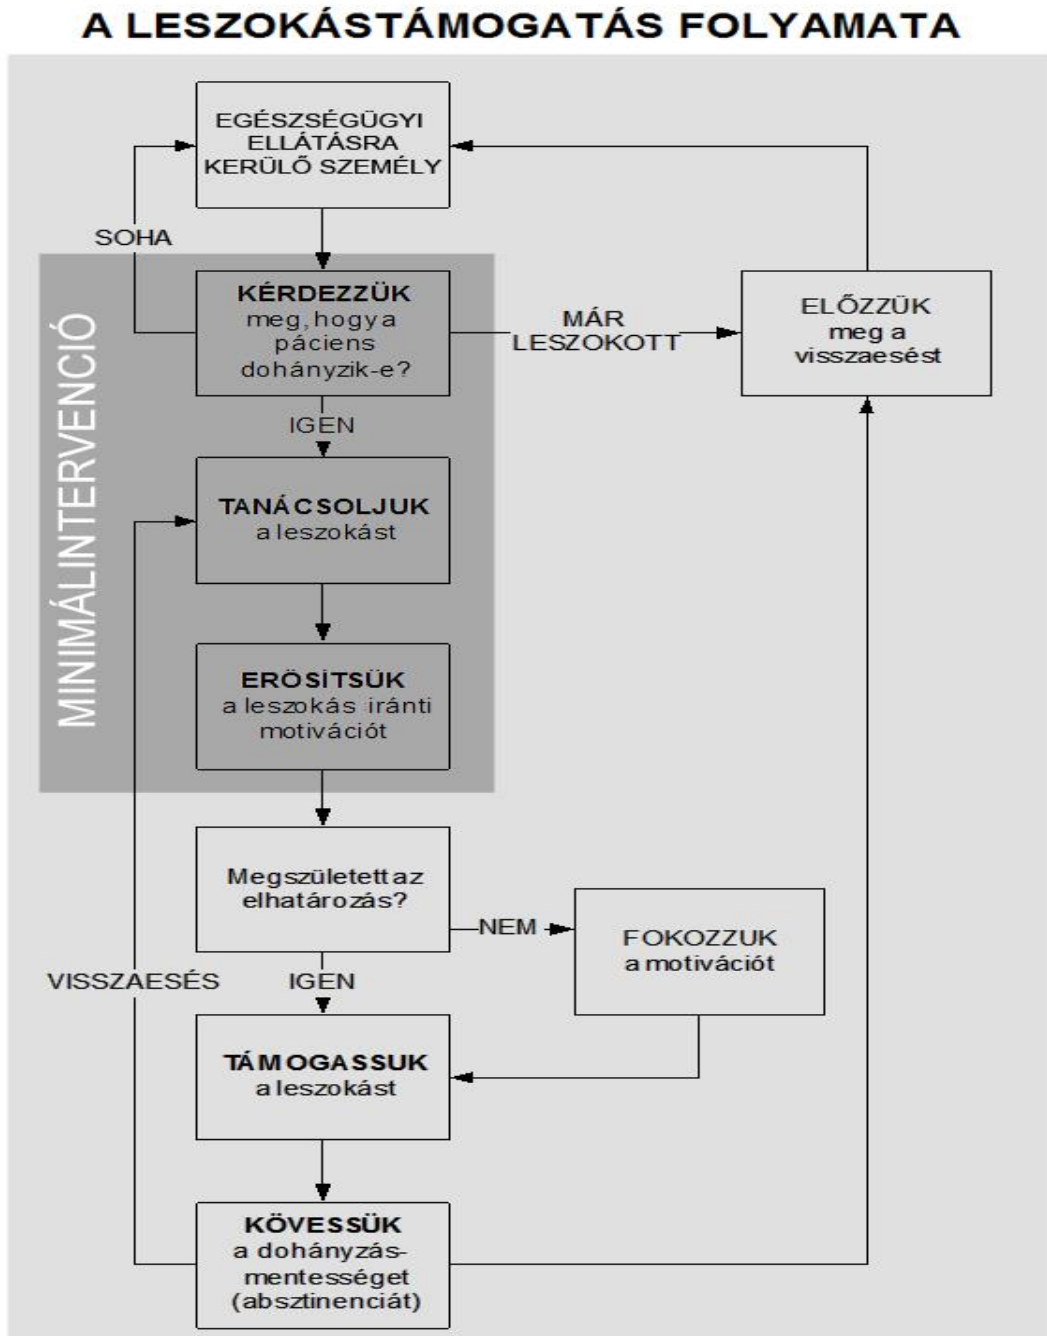 A LESZOKÁSTÁMOGATÁS FOLYAMATA
EGÉSZSÉGÜGYI
ELLÁTÁSRA
KERÜLŐ SZEMÉLY
SOHA
MINIMÁLINTERVENCIÓ
KÉRDEZZÜK
meg, hogy a
páciens
dohányzik-e?
MÁR
LESZOKOTT
ELŐZZÜK
meg a
visszaesést
IGEN
TANÁCSOLJUK
a leszokást
ERÖSÍTSÜK
a leszokás iránti
motivációt
Megszületett az
elhatározás?
NEM
FOKOZZUK
a motivációt
VISSZAESÉS
IGEN
TÁMOGASSUK
a leszokást
KÖVESSÜK
a dohányzás-
mentességet
(absztinenciát)